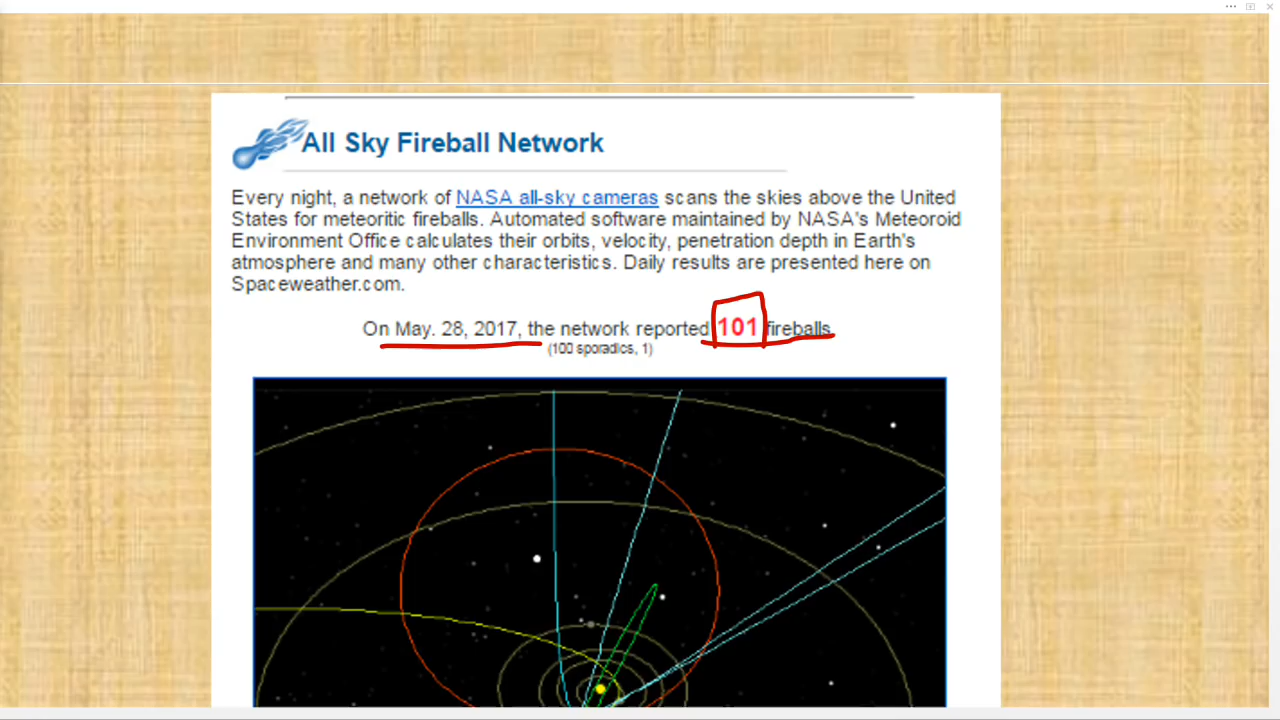 All Sky Fireball Network
Every night, a network of NASA all-sky cameras scans the skies above the United
States for meteoritic fireballs. Automated software maintained by NASA's Meteoroid
Environment Office calculates their orbits, velocity, penetration depth in Earth's
atmosphere and many other characteristics. Daily results are presented here on
Spaceweather.com.
On May. 28, 2017, the network reported 101 fireballs.
(100 sporadics, 1)